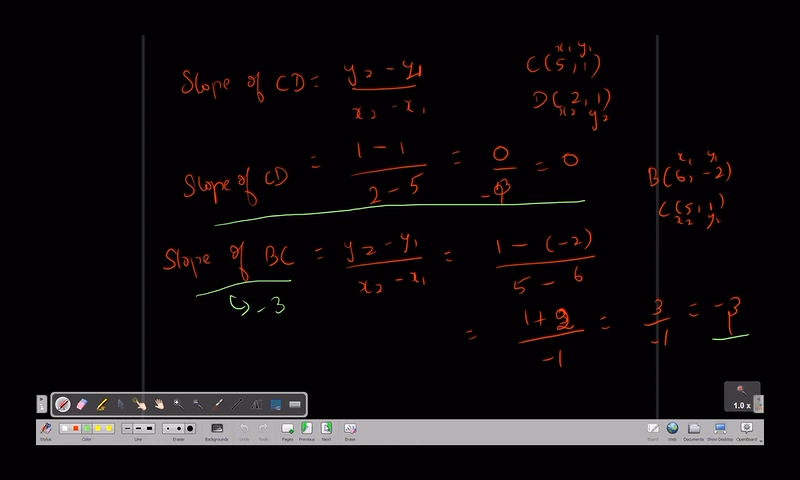 x₁ y₁
Slope of CD = y₂ - y₁ / x₂ - x₁
C(5, 1)
D(2, 1)
x₂ y₂
Slope of CD = 1 - 1 / 2 - 5 = 0 / -3 = 0
x₁ y₁
B(6, -2)
C(5, 1)
x₂ y₂
Slope of BC = y₂ - y₁ / x₂ - x₁ = 1 - (-2) / 5 - 6
↳ -3
= 1 + 2 / -1 = 3 / -1 = -3
1.0 x
Stylus
Color
Line
Eraser
Backgrounds
Undo
Redo
Pages
Previous
Next
Erase
Board
Web
Documents
Show Desktop
OpenBoard